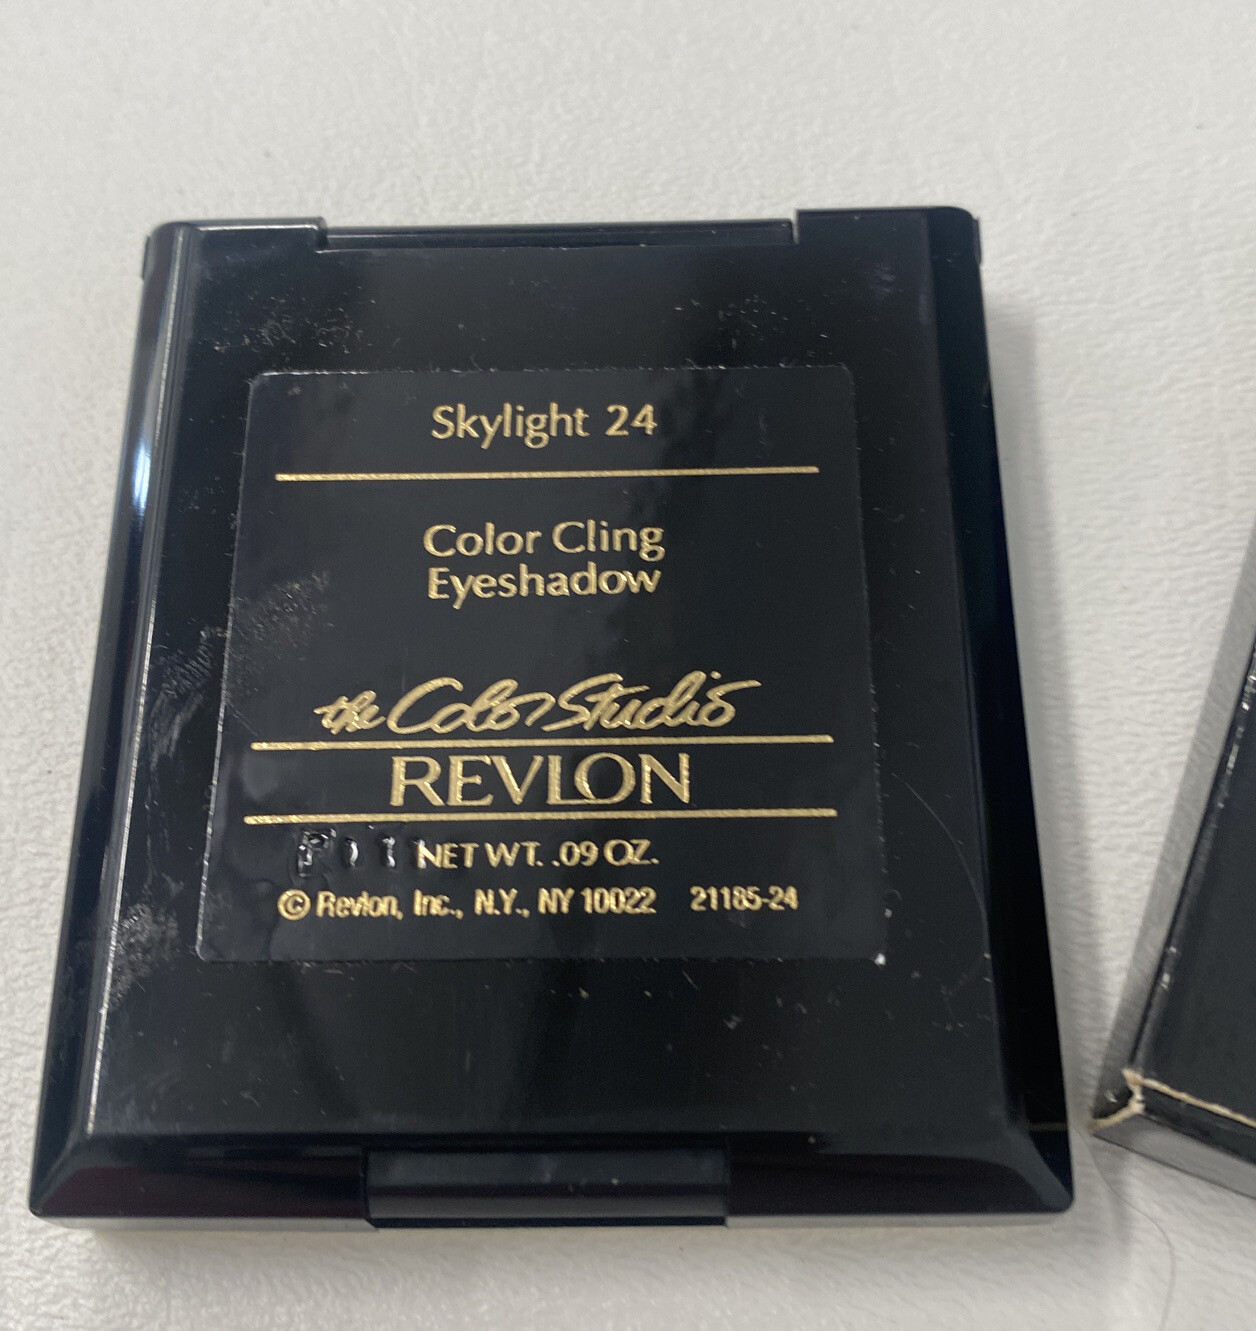 Skylight 24
Color Cling
Eyeshadow
the Color Studio
REVLON
NET WT. .09 OZ.
© Revlon, Inc., N.Y., NY 10022 21185-24